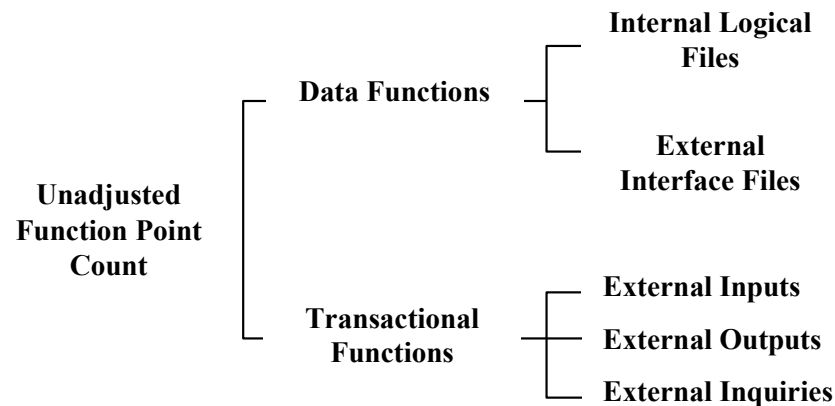 Unadjusted
Function Point
Count
Data Functions
Internal Logical
Files
External
Interface Files
Transactional
Functions
External Inputs
External Outputs
External Inquiries